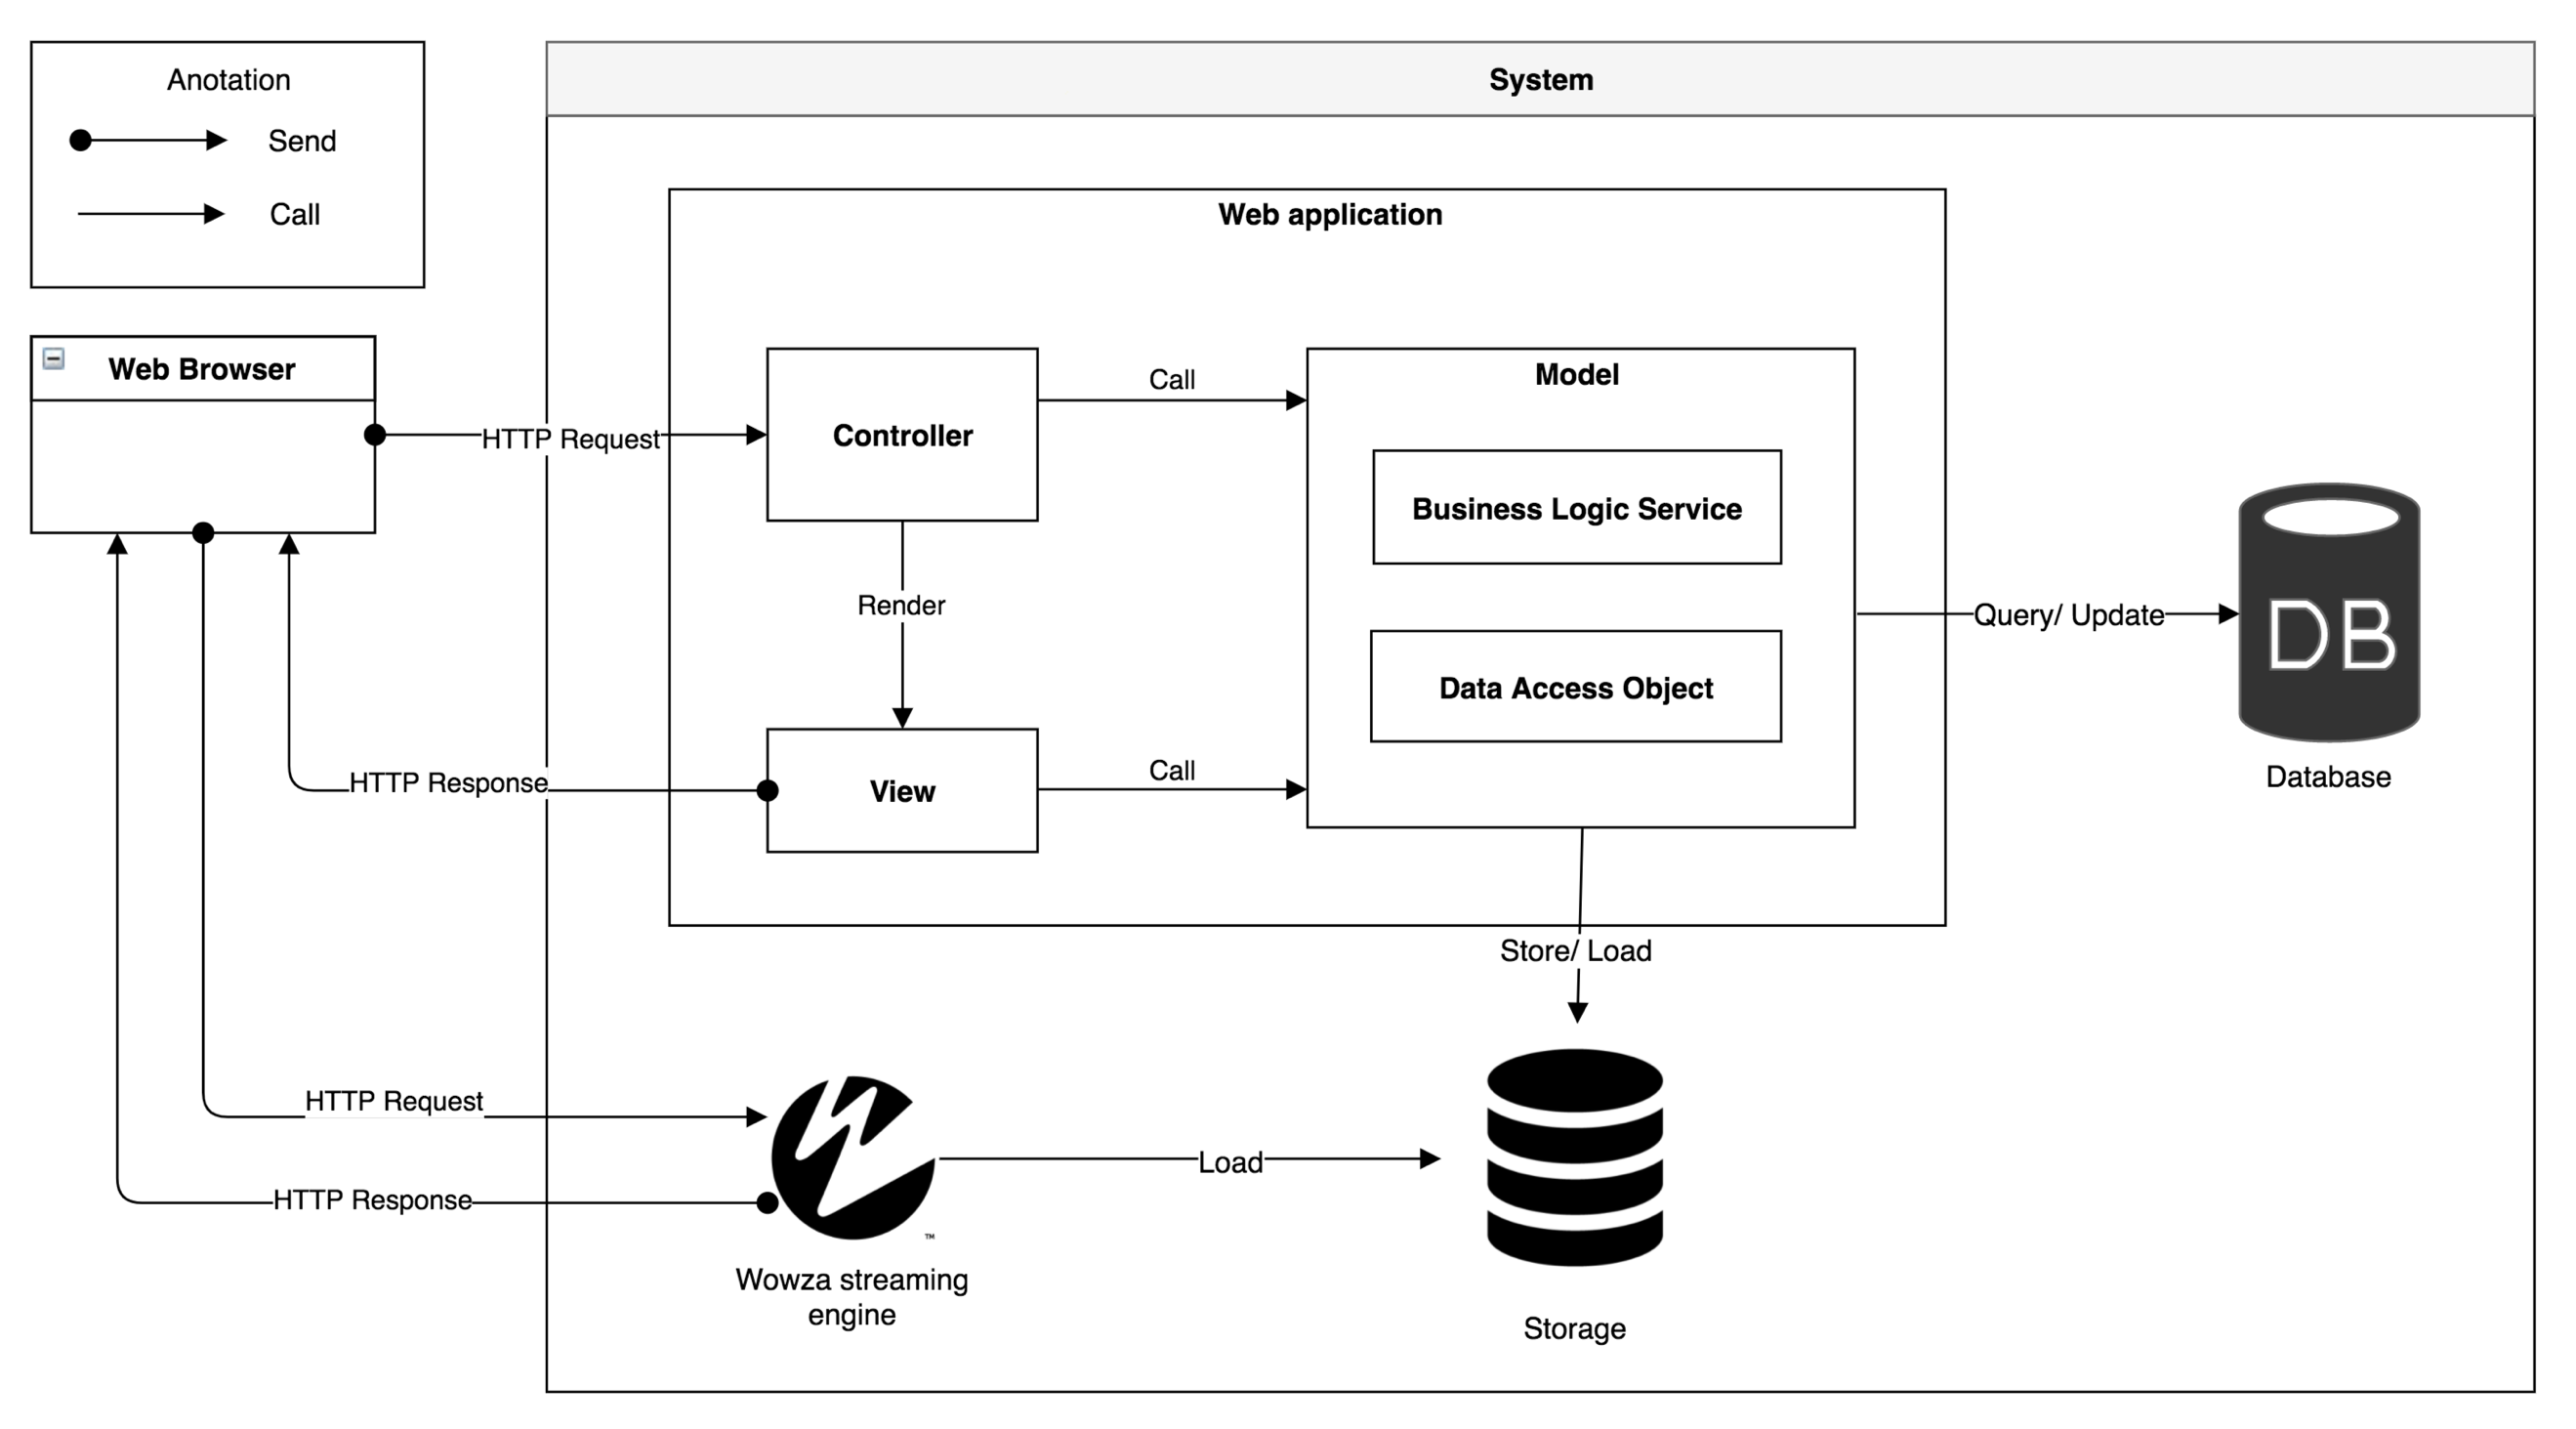 Anotation
Send
Call
System
Web application
Web Browser
HTTP Request
Controller
Call
Model
Business Logic Service
Render
Data Access Object
Query/ Update
DB
Database
HTTP Response
View
Call
Store/ Load
HTTP Request
Load
HTTP Response
TM
Wowza streaming
engine
Storage